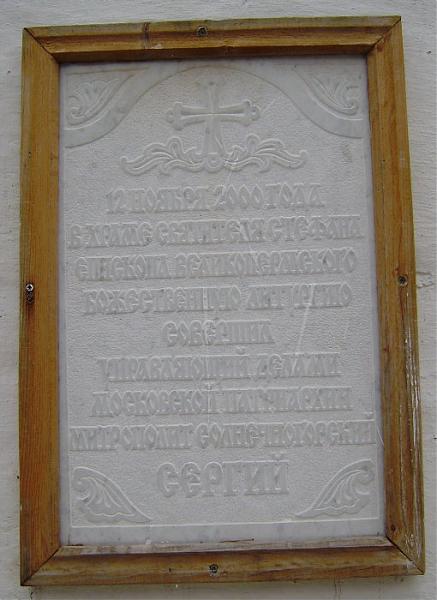 12 НОЯБРЯ 2000 ГОДА
В ХРАМЕ СВЯТИТЕЛЯ СТЕФАНА
ЕПИСКОПА ВЕЛИКОПЕРМСКОГО
БОЖЕСТВЕННУЮ ЛИТУРГИЮ
СОВЕРШИЛ
УПРАВЛЯЮЩИЙ ДЕЛАМИ
МОСКОВСКОЙ ПАТРИАРХИИ
МИТРОПОЛИТ СОЛНЕЧНОГОРСКИЙ
СЕРГИЙ